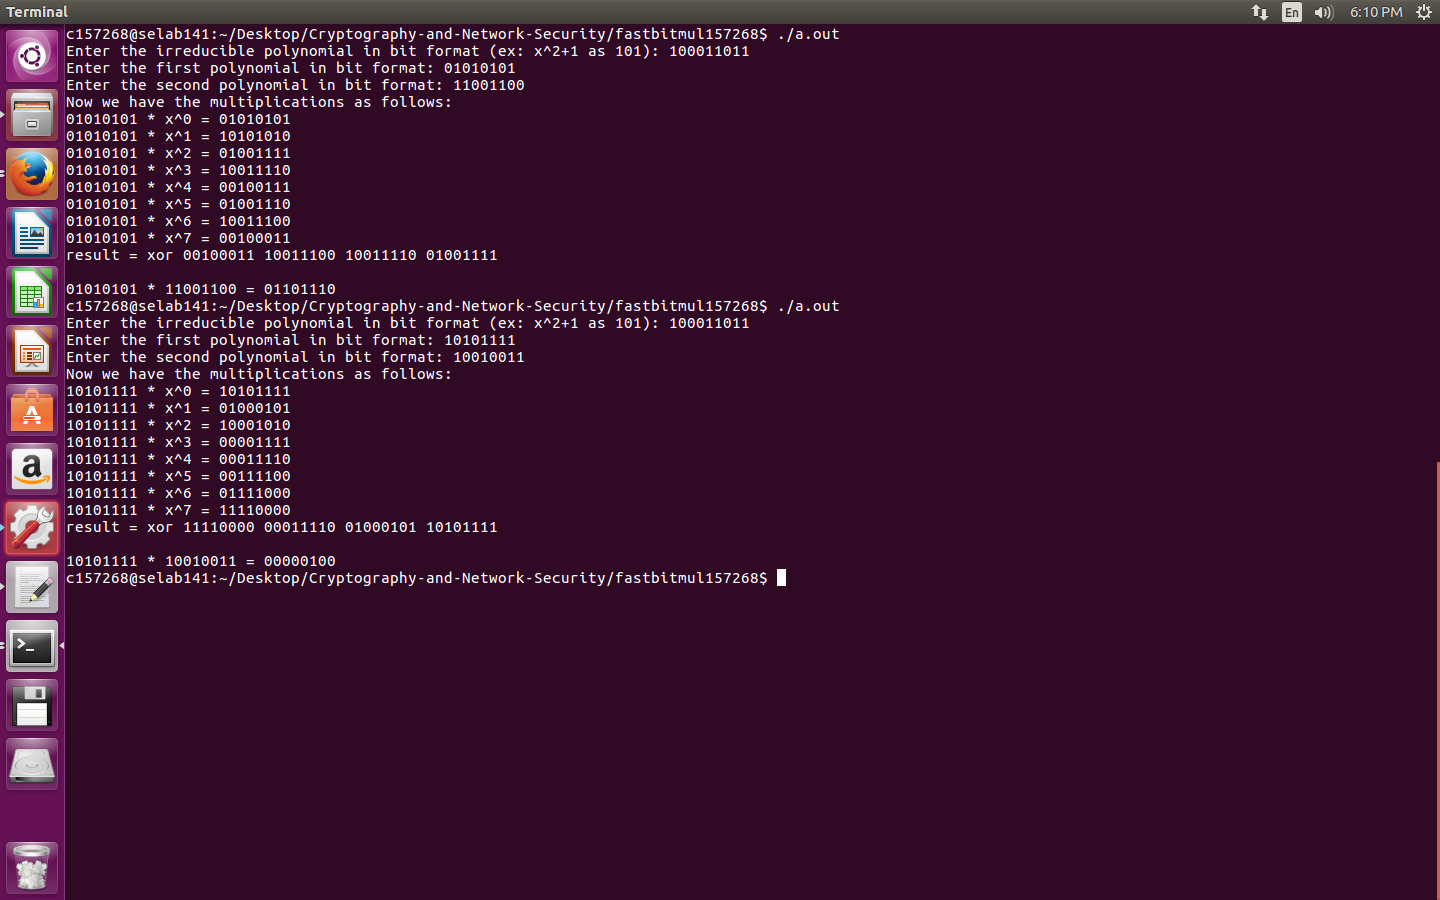 Terminal
En
6:10 PM
c157268@selab141:~/Desktop/Cryptography-and-Network-Security/fastbitmul157268$ ./a.out
Enter the irreducible polynomial in bit format (ex: x^2+1 as 101): 100011011
Enter the first polynomial in bit format: 01010101
Enter the second polynomial in bit format: 11001100
Now we have the multiplications as follows:
01010101 * x^0 = 01010101
01010101 * x^1 = 10101010
01010101 * x^2 = 01001111
01010101 * x^3 = 10011110
01010101 * x^4 = 00100111
01010101 * x^5 = 01001110
01010101 * x^6 = 10011100
01010101 * x^7 = 00100011
result = xor 00100011 10011100 10011110 01001111
01010101 * 11001100 = 01101110
c157268@selab141:~/Desktop/Cryptography-and-Network-Security/fastbitmul157268$ ./a.out
Enter the irreducible polynomial in bit format (ex: x^2+1 as 101): 100011011
Enter the first polynomial in bit format: 10101111
Enter the second polynomial in bit format: 10010011
Now we have the multiplications as follows:
10101111 * x^0 = 10101111
10101111 * x^1 = 01000101
10101111 * x^2 = 10001010
10101111 * x^3 = 00001111
10101111 * x^4 = 00011110
10101111 * x^5 = 00111100
10101111 * x^6 = 01111000
10101111 * x^7 = 11110000
result = xor 11110000 00011110 01000101 10101111
10101111 * 10010011 = 00000100
c157268@selab141:~/Desktop/Cryptography-and-Network-Security/fastbitmul157268$